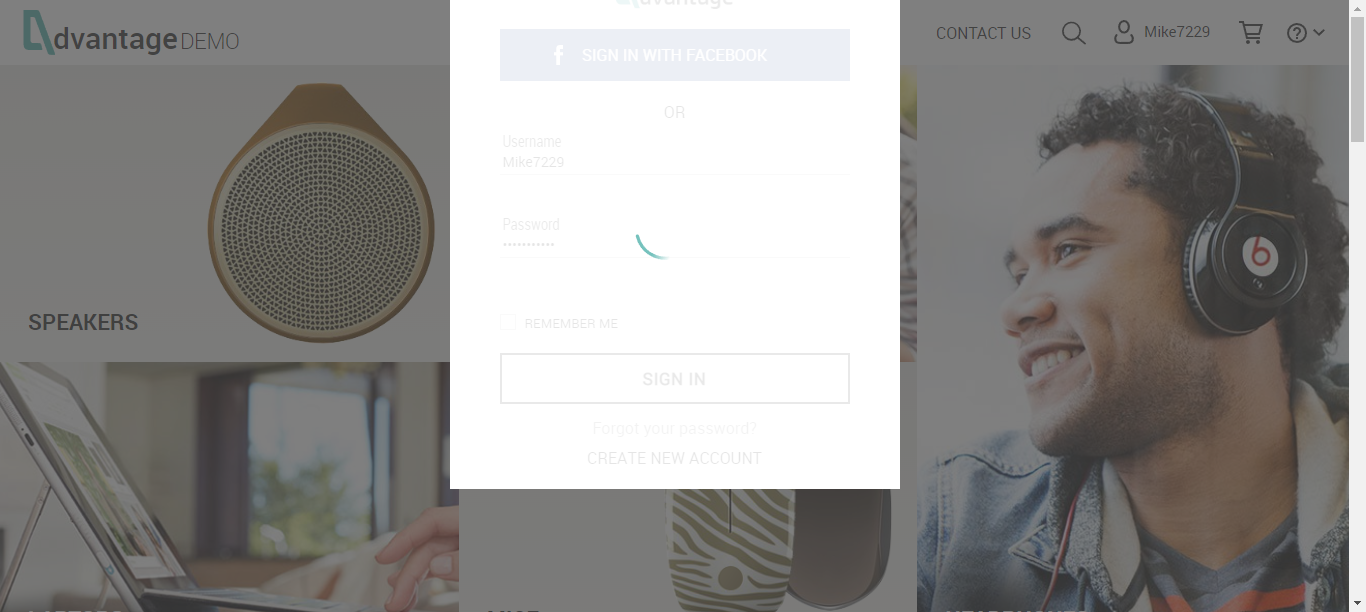 dvantage DEMO
CONTACT US
Mike7229
SIGN IN WITH FACEBOOK
OR
Username
Mike7229
Password
REMEMBER ME
SIGN IN
Forgot your password?
CREATE NEW ACCOUNT
SPEAKERS